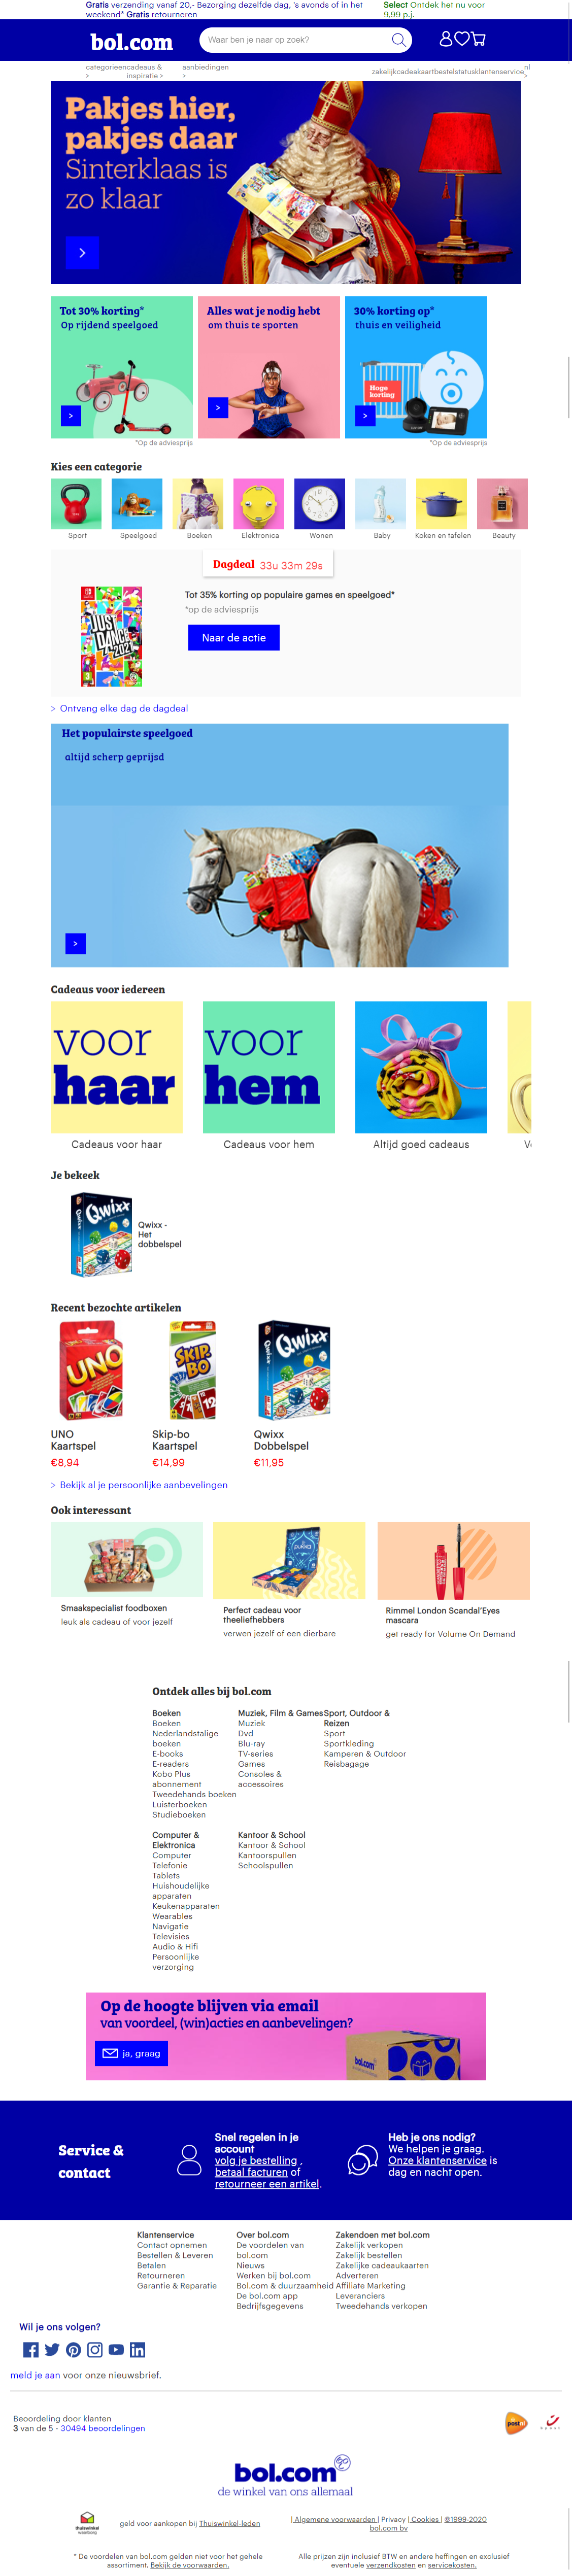 Gratis verzending vanaf 20,- Bezorging dezelfde dag, 's avonds of in het
weekend* Gratis retourneren
Select Ontdek het nu voor
9,99 p.j.
bol.com
Waar ben je naar op zoek?
categorieen >
cadeaus & inspiratie >
aanbiedingen >
zakelijk
cadeakaart
bestelstatus
klantenservice
nl >
Pakjes hier,
pakjes daar
Sinterklaas is
zo klaar
Tot 30% korting*
Op rijdend speelgoed
>
*Op de adviesprijs
Alles wat je nodig hebt
om thuis te sporten
>
30% korting op*
thuis en veiligheid
Hoge
korting
>
*Op de adviesprijs
Kies een categorie
Sport
Speelgoed
Boeken
Elektronica
Wonen
Baby
Koken en tafelen
Beauty
Dagdeal 33u 33m 29s
JUST
DANCE
2021
Tot 35% korting op populaire games en speelgoed*
*op de adviesprijs
Naar de actie
> Ontvang elke dag de dagdeal
Het populairste speelgoed
altijd scherp geprijsd
>
Cadeaus voor iedereen
voor
haar
Cadeaus voor haar
voor
hem
Cadeaus voor hem
Altijd goed cadeaus
Je bekeek
Qwixx
Qwixx -
Het
dobbelspel
Recent bezochte artikelen
UNO
UNO
Kaartspel
€8,94
SKIP
BO
Skip-bo
Kaartspel
€14,99
Qwixx
Qwixx
Dobbelspel
€11,95
> Bekijk al je persoonlijke aanbevelingen
Ook interessant
Smaakspecialist foodboxen
leuk als cadeau of voor jezelf
pukka
Perfect cadeau voor
theeliefhebbers
verwen jezelf of een dierbare
Rimmel London Scandal'Eyes
mascara
get ready for Volume On Demand
Ontdek alles bij bol.com
Boeken
Boeken
Nederlandstalige
boeken
E-books
E-readers
Kobo Plus
abonnement
Tweedehands boeken
Luisterboeken
Studieboeken
Muziek, Film & Games
Muziek
Dvd
Blu-ray
TV-series
Games
Consoles &
accessoires
Sport, Outdoor &
Reizen
Sport
Sportkleding
Kamperen & Outdoor
Reisbagage
Computer &
Elektronica
Computer
Telefonie
Tablets
Huishoudelijke
apparaten
Keukenapparaten
Wearables
Navigatie
Televisies
Audio & Hifi
Persoonlijke
verzorging
Kantoor & School
Kantoor & School
Kantoorspullen
Schoolspullen
Op de hoogte blijven via email
van voordeel, (win)acties en aanbevelingen?
ja, graag
bol.com
Service &
contact
Snel regelen in je
account
volg je bestelling ,
betaal facturen of
retourneer een artikel.
Heb je ons nodig?
We helpen je graag.
Onze klantenservice is
dag en nacht open.
Klantenservice
Contact opnemen
Bestellen & Leveren
Betalen
Retourneren
Garantie & Reparatie
Over bol.com
De voordelen van
bol.com
Nieuws
Werken bij bol.com
Bol.com & duurzaamheid
De bol.com app
Bedrijfsgegevens
Zakendoen met bol.com
Zakelijk verkopen
Zakelijk bestellen
Zakelijke cadeaukaarten
Adverteren
Affiliate Marketing
Leveranciers
Tweedehands verkopen
Wil je ons volgen?
meld je aan voor onze nieuwsbrief.
Beoordeling door klanten
3 van de 5 - 30494 beoordelingen
postnl
bpost
bol.com
de winkel van ons allemaal
thuiswinkel
waarborg
geld voor aankopen bij Thuiswinkel-leden
| Algemene voorwaarden | Privacy | Cookies | ©1999-2020
bol.com bv
* De voordelen van bol.com gelden niet voor het gehele
assortiment. Bekijk de voorwaarden.
Alle prijzen zijn inclusief BTW en andere heffingen en exclusief
eventuele verzendkosten en servicekosten.